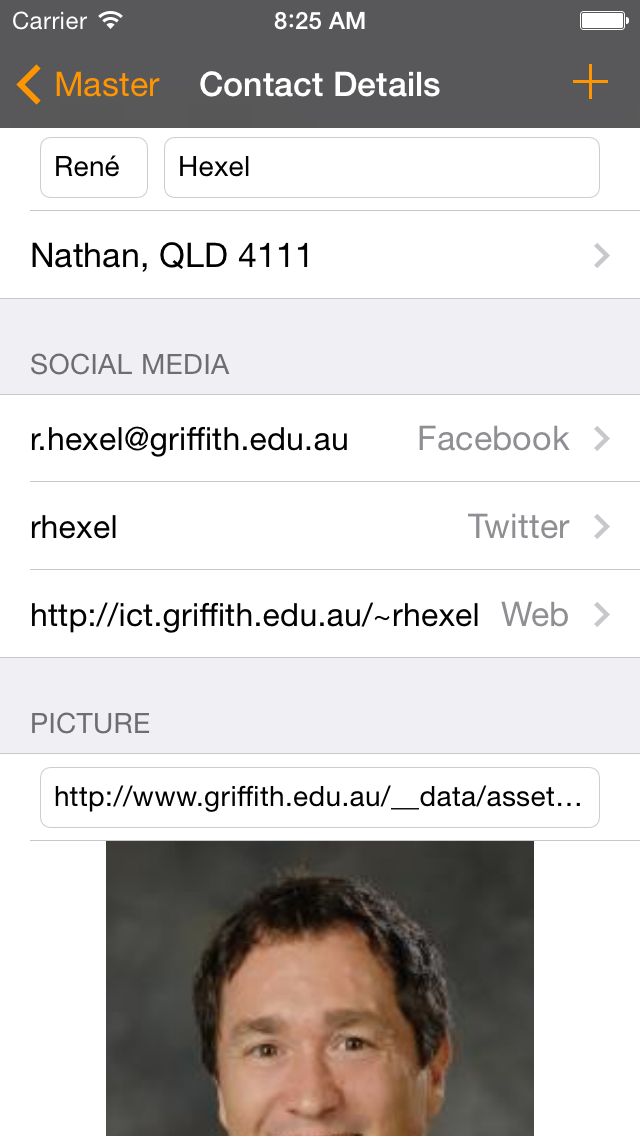 Carrier 8:25 AM
Master Contact Details
René Hexel
Nathan, QLD 4111
SOCIAL MEDIA
r.hexel@griffith.edu.au Facebook
rhexel Twitter
http://ict.griffith.edu.au/~rhexel Web
PICTURE
http://www.griffith.edu.au/__data/asset…